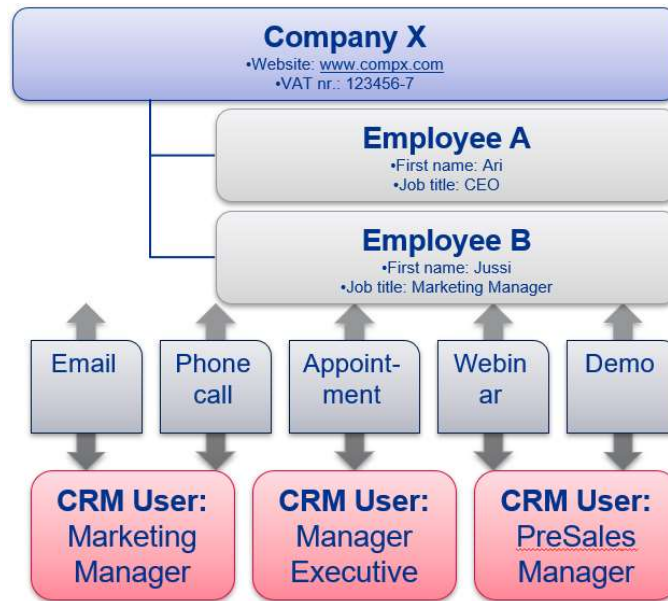 Company X
•Website: www.compx.com
•VAT nr.: 123456-7
Employee A
•First name: Ari
•Job title: CEO
Employee B
•First name: Jussi
•Job title: Marketing Manager
Email
Phone
call
Appoint-
ment
Webin
ar
Demo
CRM User:
Marketing
Manager
CRM User:
Manager
Executive
CRM User:
PreSales
Manager